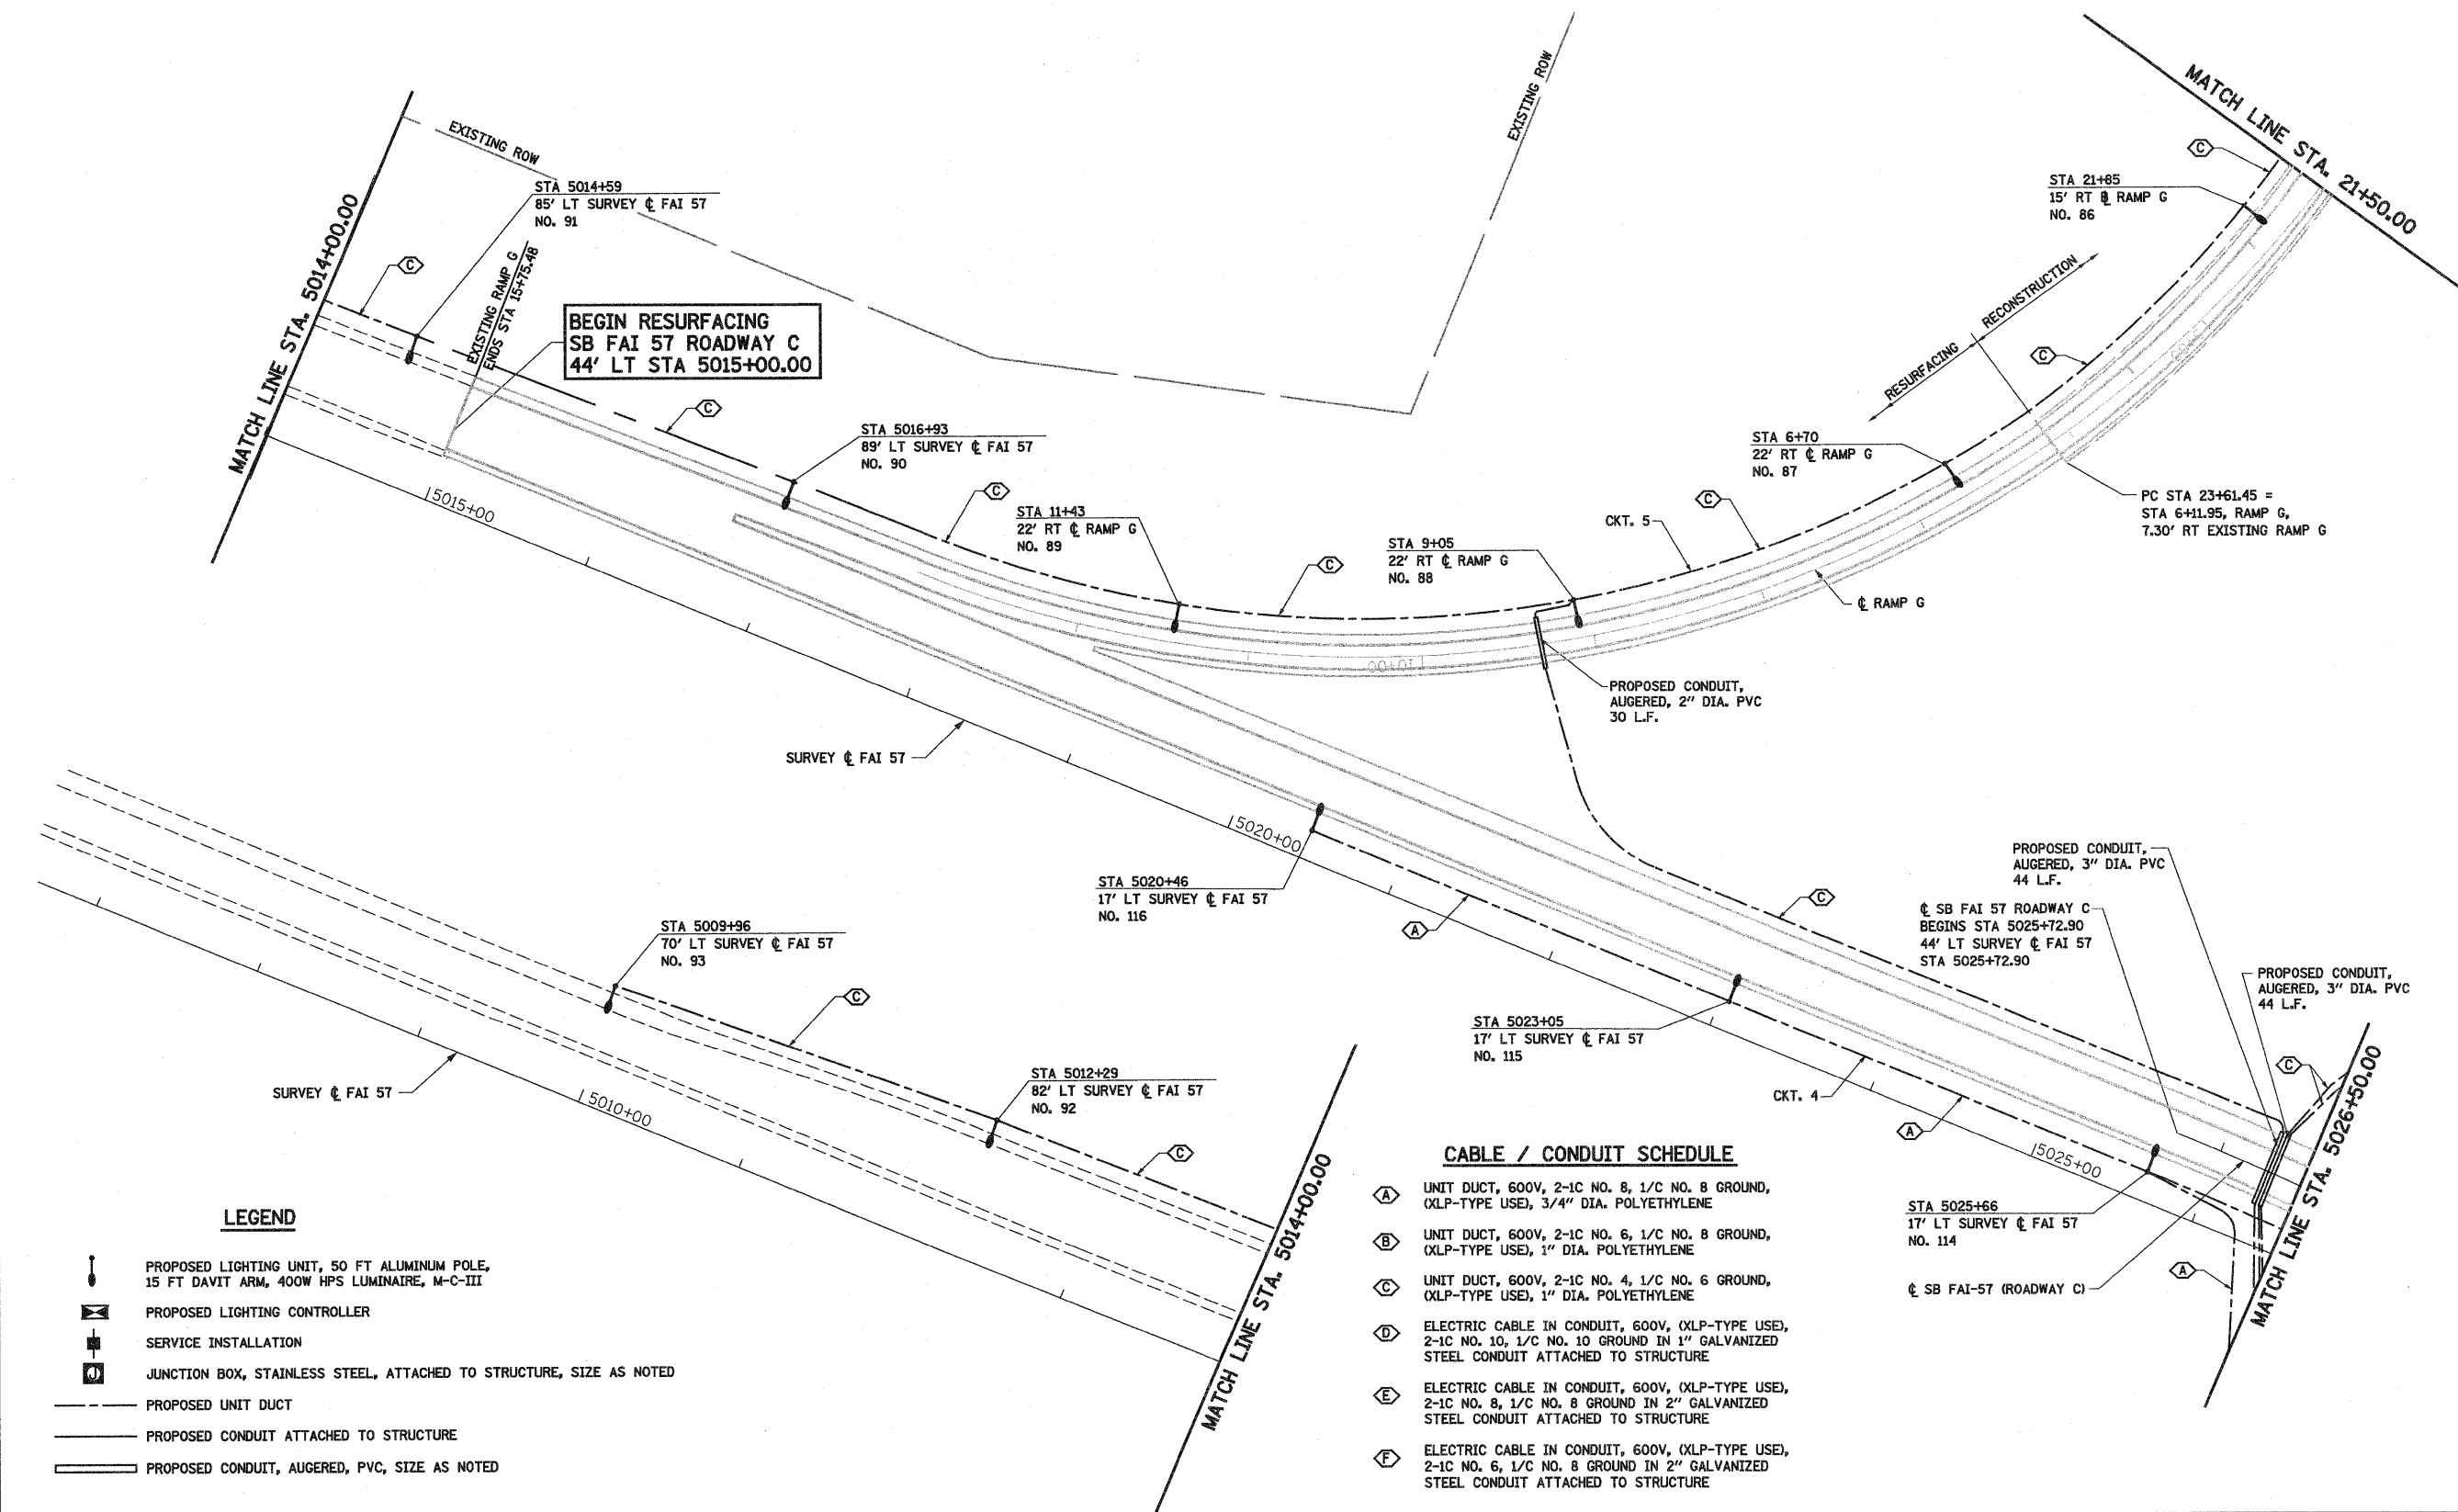 MATCH LINE STA. 5014+00.00
EXISTING ROW
STA 5014+59
85' LT SURVEY ℄ FAI 57
NO. 91
C
EXISTING RAMP G
ENDS STA 15+75.48
BEGIN RESURFACING
SB FAI 57 ROADWAY C
44' LT STA 5015+00.00
C
5015+00
STA 5016+93
89' LT SURVEY ℄ FAI 57
NO. 90
C
STA 11+43
22' RT ℄ RAMP G
NO. 89
C
STA 9+05
22' RT ℄ RAMP G
NO. 88
EXISTING ROW
CKT. 5
C
STA 6+70
22' RT ℄ RAMP G
NO. 87
RESURFACING
RECONSTRUCTION
C
STA 21+85
15' RT ⅊ RAMP G
NO. 86
C
MATCH LINE STA. 21+50.00
PC STA 23+61.45 =
STA 6+11.95, RAMP G,
7.30' RT EXISTING RAMP G
℄ RAMP G
10+00
PROPOSED CONDUIT,
AUGERED, 2" DIA. PVC
30 L.F.
SURVEY ℄ FAI 57
5020+00
STA 5020+46
17' LT SURVEY ℄ FAI 57
NO. 116
A
C
PROPOSED CONDUIT,
AUGERED, 3" DIA. PVC
44 L.F.
℄ SB FAI 57 ROADWAY C
BEGINS STA 5025+72.90
44' LT SURVEY ℄ FAI 57
STA 5025+72.90
PROPOSED CONDUIT,
AUGERED, 3" DIA. PVC
44 L.F.
C
STA 5023+05
17' LT SURVEY ℄ FAI 57
NO. 115
CKT. 4
A
5025+00
STA 5025+66
17' LT SURVEY ℄ FAI 57
NO. 114
A
℄ SB FAI-57 (ROADWAY C)
MATCH LINE STA. 5026+50.00
STA 5009+96
70' LT SURVEY ℄ FAI 57
NO. 93
C
SURVEY ℄ FAI 57
5010+00
STA 5012+29
82' LT SURVEY ℄ FAI 57
NO. 92
C
MATCH LINE STA. 5014+00.00
LEGEND
PROPOSED LIGHTING UNIT, 50 FT ALUMINUM POLE,
15 FT DAVIT ARM, 400W HPS LUMINAIRE, M-C-III
PROPOSED LIGHTING CONTROLLER
SERVICE INSTALLATION
J JUNCTION BOX, STAINLESS STEEL, ATTACHED TO STRUCTURE, SIZE AS NOTED
PROPOSED UNIT DUCT
PROPOSED CONDUIT ATTACHED TO STRUCTURE
PROPOSED CONDUIT, AUGERED, PVC, SIZE AS NOTED
CABLE / CONDUIT SCHEDULE
A UNIT DUCT, 600V, 2-1C NO. 8, 1/C NO. 8 GROUND,
(XLP-TYPE USE), 3/4" DIA. POLYETHYLENE
B UNIT DUCT, 600V, 2-1C NO. 6, 1/C NO. 8 GROUND,
(XLP-TYPE USE), 1" DIA. POLYETHYLENE
C UNIT DUCT, 600V, 2-1C NO. 4, 1/C NO. 6 GROUND,
(XLP-TYPE USE), 1" DIA. POLYETHYLENE
D ELECTRIC CABLE IN CONDUIT, 600V, (XLP-TYPE USE),
2-1C NO. 10, 1/C NO. 10 GROUND IN 1" GALVANIZED
STEEL CONDUIT ATTACHED TO STRUCTURE
E ELECTRIC CABLE IN CONDUIT, 600V, (XLP-TYPE USE),
2-1C NO. 8, 1/C NO. 8 GROUND IN 2" GALVANIZED
STEEL CONDUIT ATTACHED TO STRUCTURE
F ELECTRIC CABLE IN CONDUIT, 600V, (XLP-TYPE USE),
2-1C NO. 6, 1/C NO. 8 GROUND IN 2" GALVANIZED
STEEL CONDUIT ATTACHED TO STRUCTURE